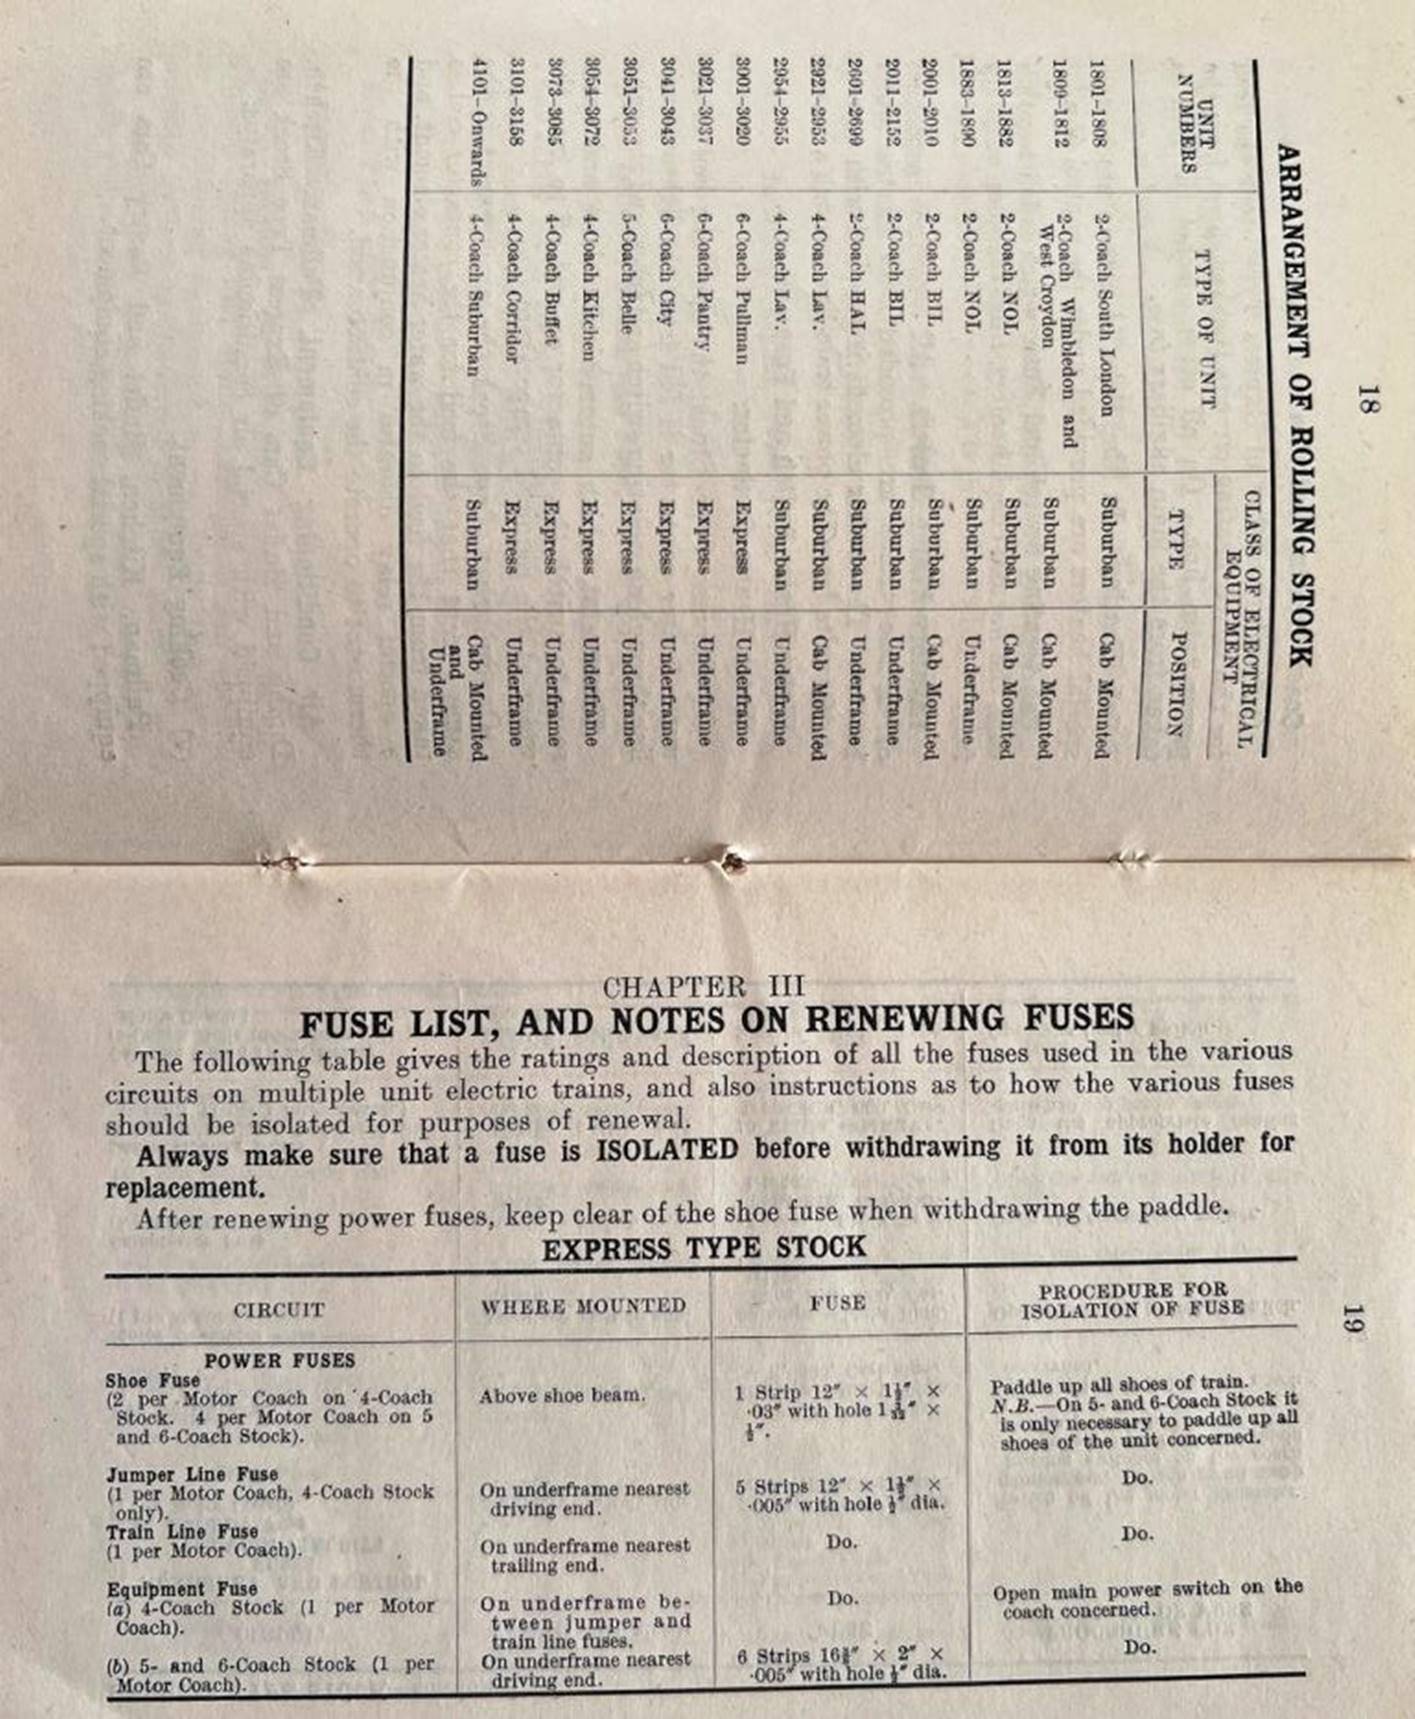 18
ARRANGEMENT OF ROLLING STOCK
UNIT NUMBERS TYPE OF UNIT CLASS OF ELECTRICAL EQUIPMENT
TYPE POSITION
1801-1808 2-Coach South London Suburban Cab Mounted
1809-1812 2-Coach Wimbledon and Suburban Cab Mounted
West Croydon
1813-1882 2-Coach NOL Suburban Cab Mounted
1883-1890 2-Coach NOL Suburban Underframe
2001-2010 2-Coach BIL Suburban Cab Mounted
2011-2152 2-Coach BIL Suburban Underframe
2601-2699 2-Coach HAL Suburban Underframe
2921-2953 4-Coach Lav. Suburban Cab Mounted
2954-2955 4-Coach Lav. Suburban Underframe
3001-3020 6-Coach Pullman Express Underframe
3021-3037 6-Coach Pantry Express Underframe
3041-3043 6-Coach City Express Underframe
3051-3053 5-Coach Belle Express Underframe
3054-3072 4-Coach Kitchen Express Underframe
3073-3085 4-Coach Buffet Express Underframe
3101-3158 4-Coach Corridor Express Underframe
4101-Onwards 4-Coach Suburban Suburban Cab Mounted
and
Underframe
19
CHAPTER III
FUSE LIST, AND NOTES ON RENEWING FUSES
The following table gives the ratings and description of all the fuses used in the various
circuits on multiple unit electric trains, and also instructions as to how the various fuses
should be isolated for purposes of renewal.
Always make sure that a fuse is ISOLATED before withdrawing it from its holder for
replacement.
After renewing power fuses, keep clear of the shoe fuse when withdrawing the paddle.
EXPRESS TYPE STOCK
CIRCUIT WHERE MOUNTED FUSE PROCEDURE FOR
ISOLATION OF FUSE
POWER FUSES
Shoe Fuse
(2 per Motor Coach on 4-Coach
Stock. 4 per Motor Coach on 5
and 6-Coach Stock).
Above shoe beam.
1 Strip 12″ ×  ×
·03″ with hole  ×
Paddle up all shoes of train.
N.B.—On 5- and 6-Coach Stock it
is only necessary to paddle up all
shoes of the unit concerned.
Jumper Line Fuse
(1 per Motor Coach, 4-Coach Stock
only).
On underframe nearest
driving end.
5 Strips 12″ ×  ×
·005″ with hole  dia.
Do.
Train Line Fuse
(1 per Motor Coach).
On underframe nearest
trailing end.
Do.
Do.
Equipment Fuse
(a) 4-Coach Stock (1 per Motor
Coach).
On underframe be-
tween jumper and
train line fuses.
Do.
Open main power switch on the
coach concerned.
(b) 5- and 6-Coach Stock (1 per
Motor Coach).
On underframe nearest
driving end.
6 Strips  × 2″ ×
·005″ with hole  dia.
Do.